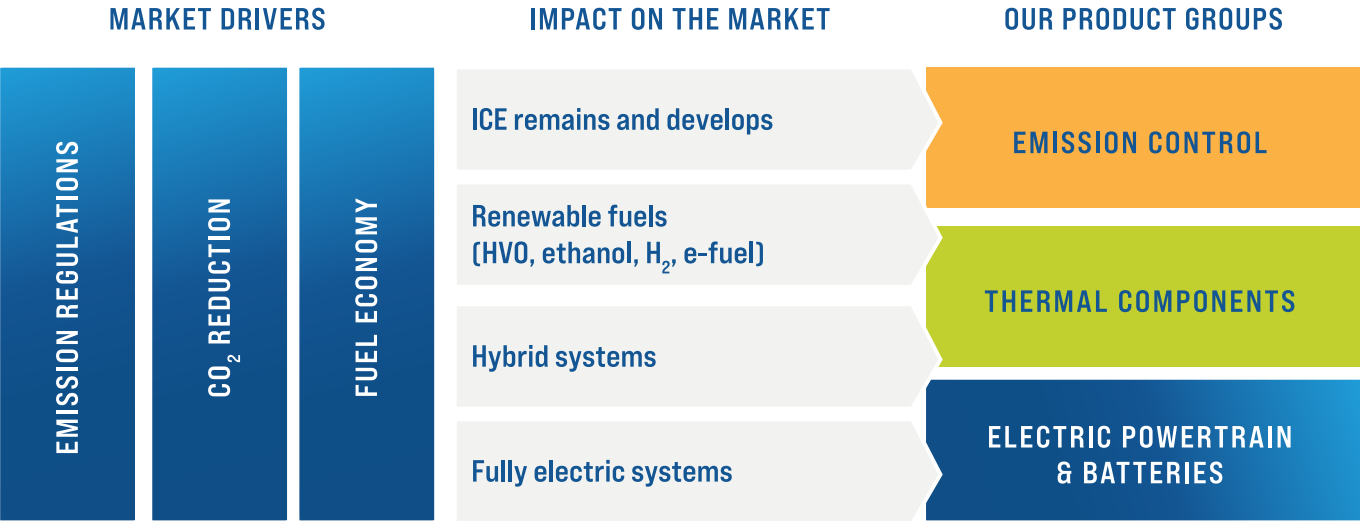 MARKET DRIVERS
IMPACT ON THE MARKET
OUR PRODUCT GROUPS
EMISSION REGULATIONS
CO₂ REDUCTION
FUEL ECONOMY
ICE remains and develops
Renewable fuels
(HVO, ethanol, H₂, e-fuel)
Hybrid systems
Fully electric systems
EMISSION CONTROL
THERMAL COMPONENTS
ELECTRIC POWERTRAIN
& BATTERIES